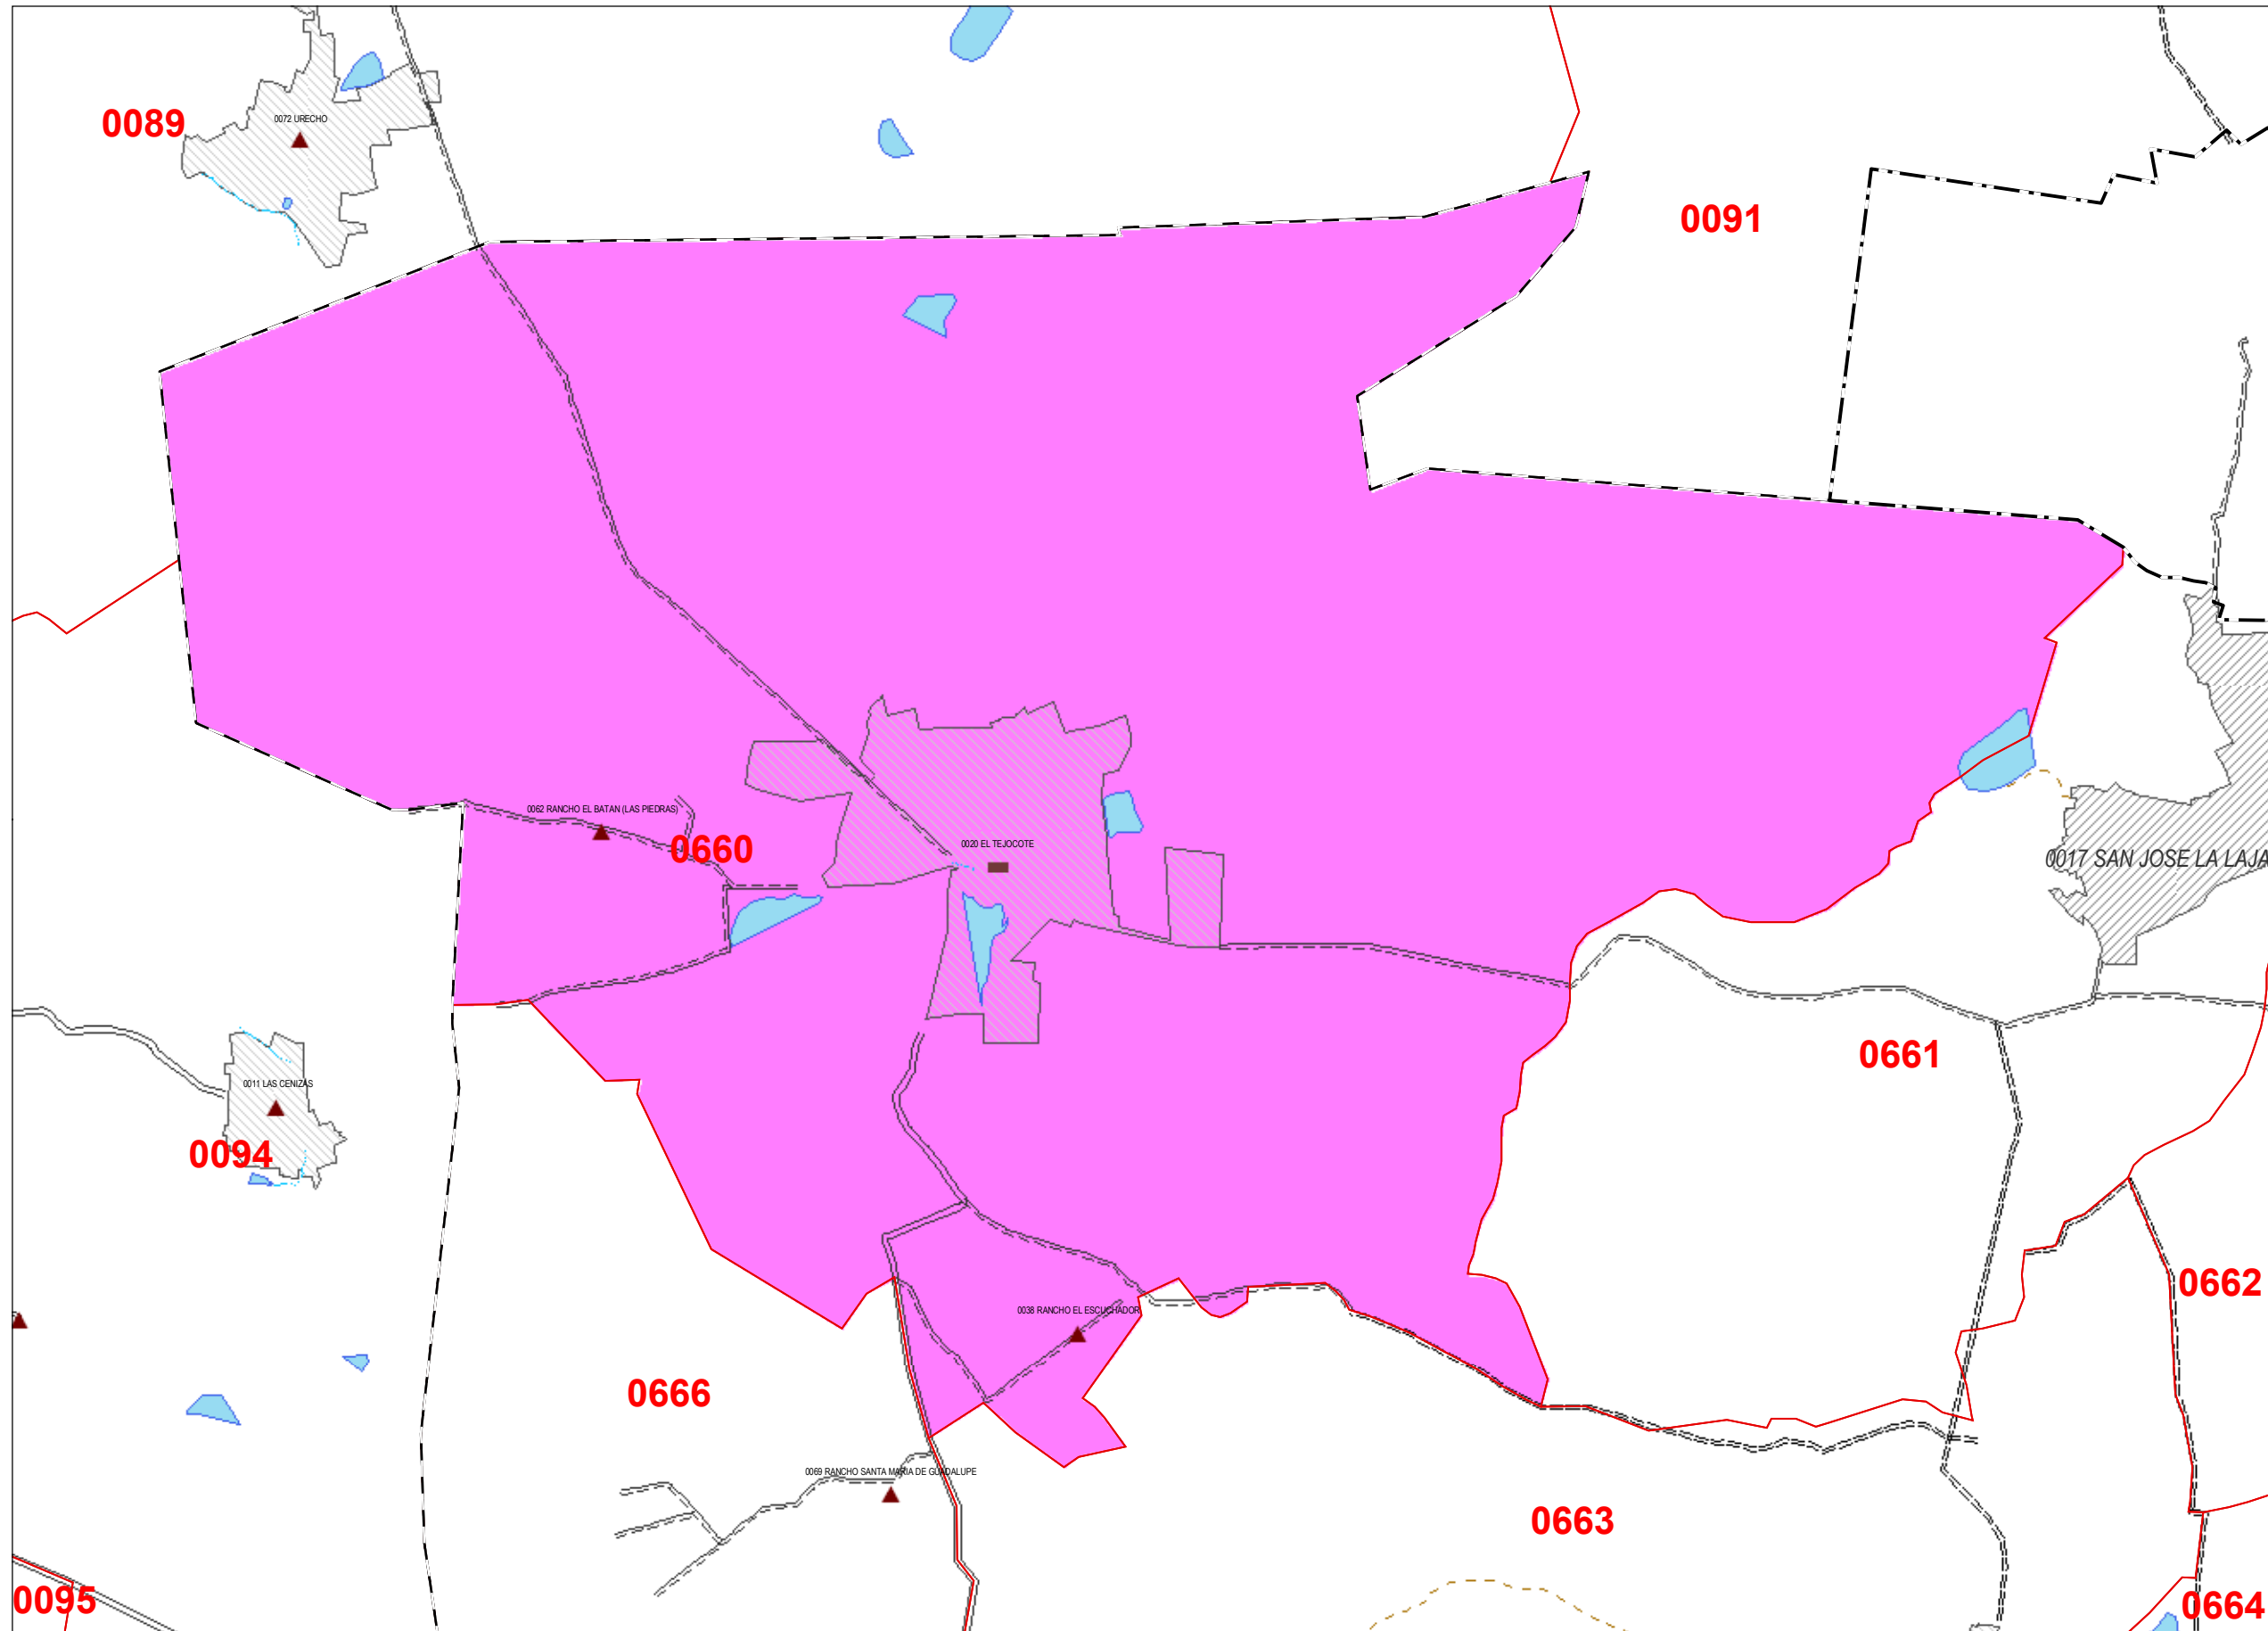 0089
0072 URECHO
0091
0062 RANCHO EL BATAN (LAS PIEDRAS)
0660
0020 EL TEJOCOTE
0017 SAN JOSE LA LAJA
0661
0011 LAS CENIZAS
0094
0662
0038 RANCHO EL ESCUCHADOR
0666
0069 RANCHO SANTA MARIA DE GUADALUPE
0663
0095
0664